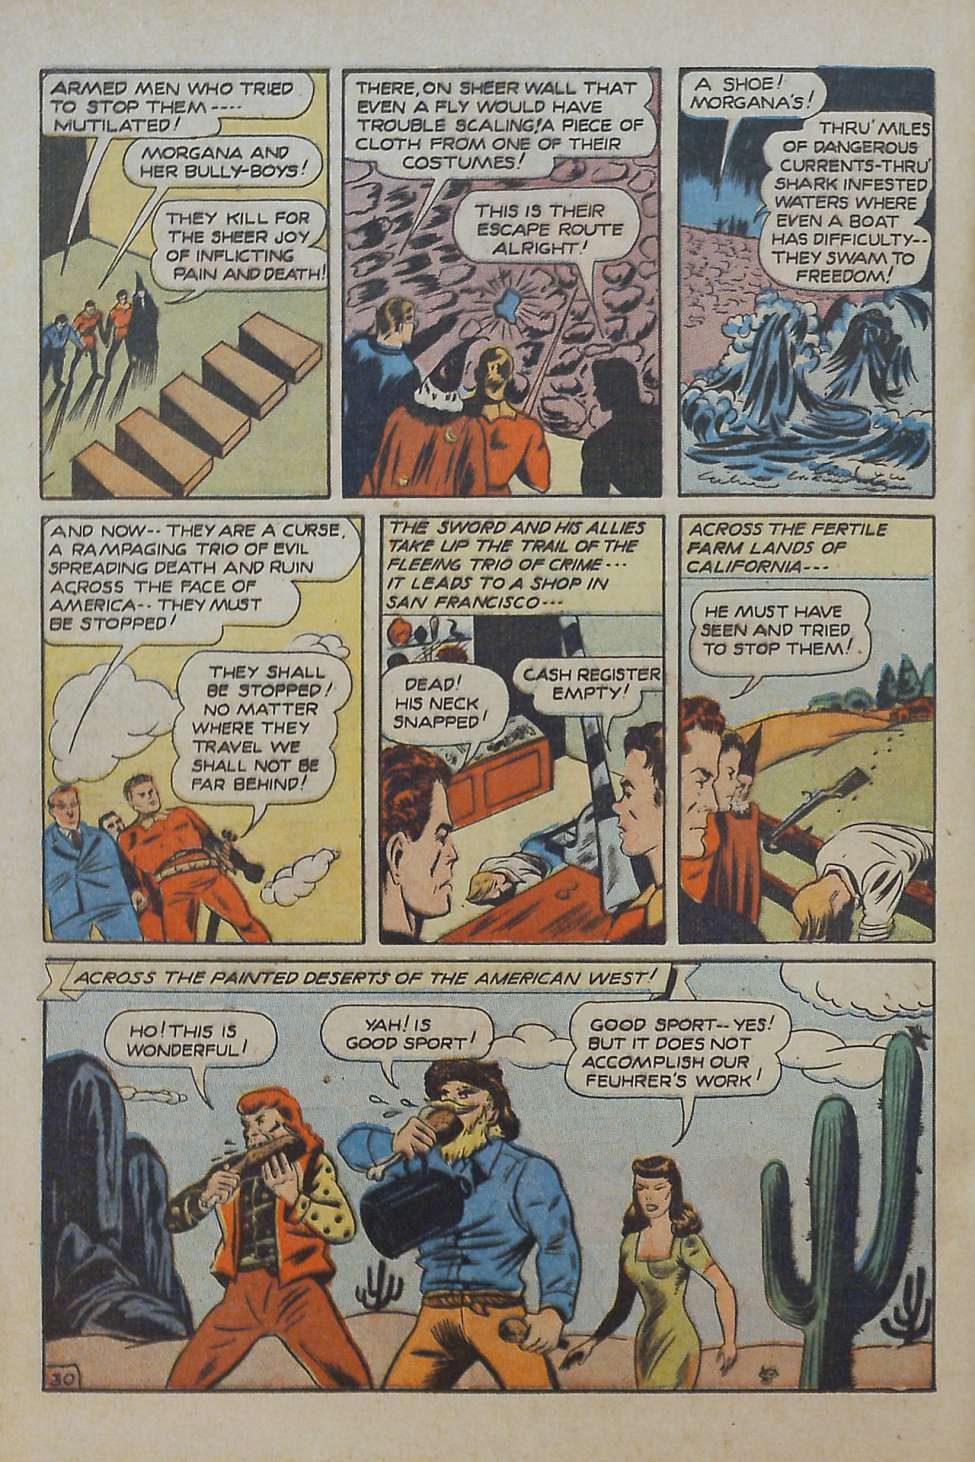 ARMED MEN WHO TRIED
TO STOP THEM----
MUTILATED!
MORGANA AND
HER BULLY-BOYS!
THEY KILL FOR
THE SHEER JOY
OF INFLICTING
PAIN AND DEATH!
THERE, ON SHEER WALL THAT
EVEN A FLY WOULD HAVE
TROUBLE SCALING! A PIECE OF
CLOTH FROM ONE OF THEIR
COSTUMES!
THIS IS THEIR
ESCAPE ROUTE
ALRIGHT!
A SHOE!
MORGANA'S!
THRU' MILES
OF DANGEROUS
CURRENTS-THRU'
SHARK INFESTED
WATERS WHERE
EVEN A BOAT
HAS DIFFICULTY--
THEY SWAM TO
FREEDOM!
AND NOW-- THEY ARE A CURSE,
A RAMPAGING TRIO OF EVIL
SPREADING DEATH AND RUIN
ACROSS THE FACE OF
AMERICA-- THEY MUST
BE STOPPED!
THEY SHALL
BE STOPPED!
NO MATTER
WHERE THEY
TRAVEL WE
SHALL NOT BE
FAR BEHIND!
THE SWORD AND HIS ALLIES
TAKE UP THE TRAIL OF THE
FLEEING TRIO OF CRIME---
IT LEADS TO A SHOP IN
SAN FRANCISCO---
DEAD!
HIS NECK
SNAPPED!
CASH REGISTER
EMPTY!
ACROSS THE FERTILE
FARM LANDS OF
CALIFORNIA---
HE MUST HAVE
SEEN AND TRIED
TO STOP THEM!
ACROSS THE PAINTED DESERTS OF THE AMERICAN WEST!
HO! THIS IS
WONDERFUL!
YAH! IS
GOOD SPORT!
GOOD SPORT--YES!
BUT IT DOES NOT
ACCOMPLISH OUR
FEUHRER'S WORK!
30